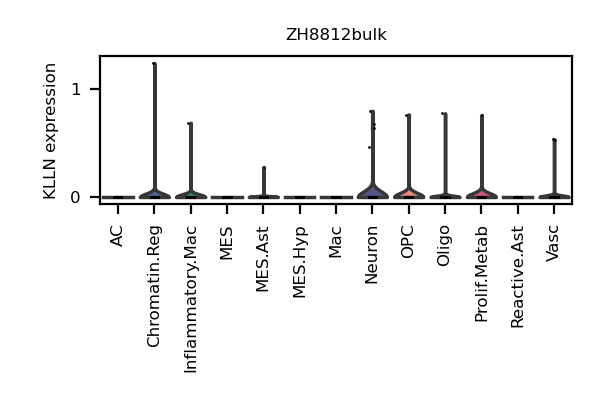 ZH8812bulk
KLLN expression
1
0
AC
Chromatin.Reg
Inflammatory.Mac
MES
MES.Ast
MES.Hyp
Mac
Neuron
OPC
Oligo
Prolif.Metab
Reactive.Ast
Vasc